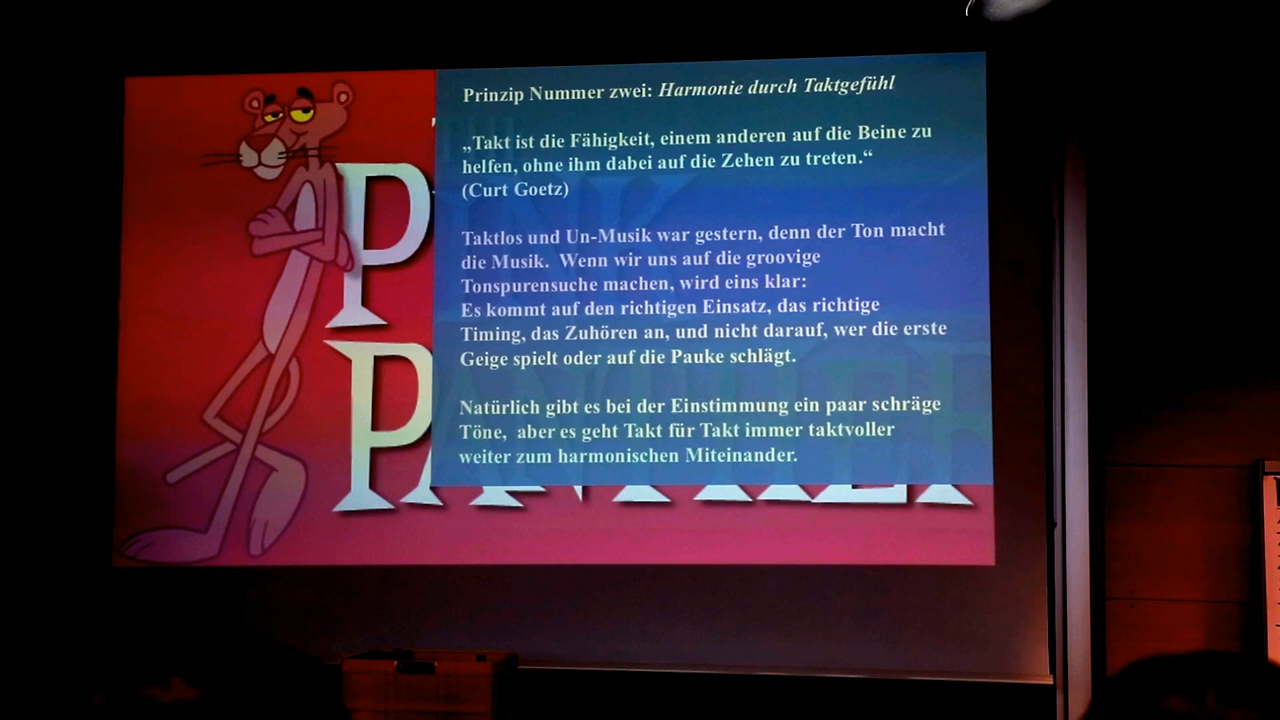 Prinzip Nummer zwei: Harmonie durch Taktgefühl
„Takt ist die Fähigkeit, einem anderen auf die Beine zu
helfen, ohne ihm dabei auf die Zehen zu treten.“
(Curt Goetz)
Taktlos und Un-Musik war gestern, denn der Ton macht
die Musik.  Wenn wir uns auf die groovige
Tonspurensuche machen, wird eins klar:
Es kommt auf den richtigen Einsatz, das richtige
Timing, das Zuhören an, und nicht darauf, wer die erste
Geige spielt oder auf die Pauke schlägt.
Natürlich gibt es bei der Einstimmung ein paar schräge
Töne,  aber es geht Takt für Takt immer taktvoller
weiter zum harmonischen Miteinander.
PINK
PANTHER